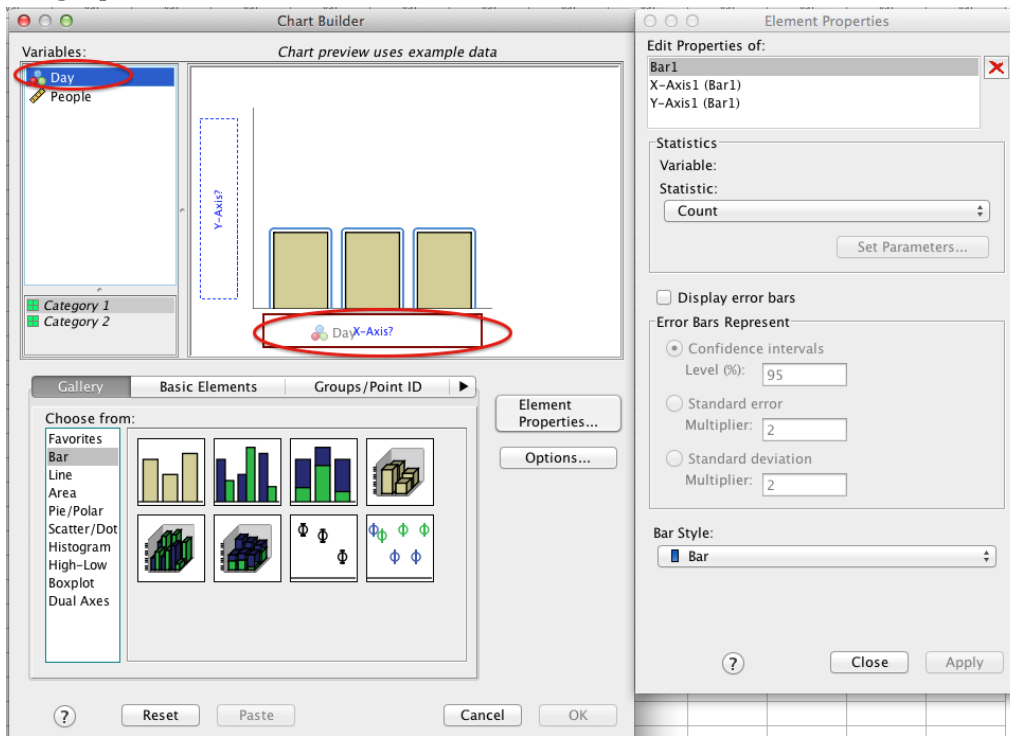 Chart Builder
Variables:
Chart preview uses example data
Day
People
Y-Axis?
Category 1
Category 2
Day X-Axis?
Gallery
Basic Elements
Groups/Point ID
Choose from:
Favorites
Bar
Line
Area
Pie/Polar
Scatter/Dot
Histogram
High-Low
Boxplot
Dual Axes
Element
Properties...
Options...
?
Reset
Paste
Cancel
OK
Element Properties
Edit Properties of:
Bar1
X-Axis1 (Bar1)
Y-Axis1 (Bar1)
Statistics
Variable:
Statistic:
Count
Set Parameters...
Display error bars
Error Bars Represent
Confidence intervals
Level (%): 95
Standard error
Multiplier: 2
Standard deviation
Multiplier: 2
Bar Style:
Bar
?
Close
Apply